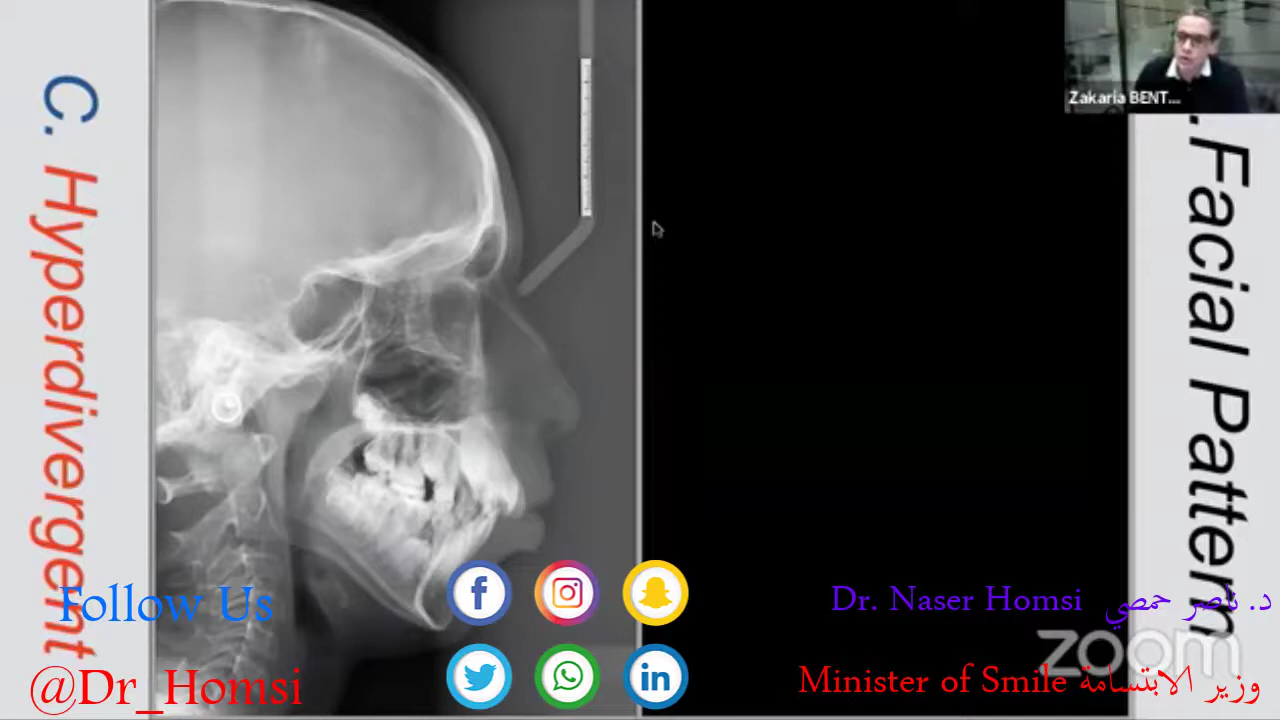 C. Hyperdivergent
Zakaria BENT...
.Facial Pattern
Follow Us
@Dr_Homsi
Dr. Naser Homsi د. ناصر حمصي
zoom
Minister of Smile وزير الابتسامة